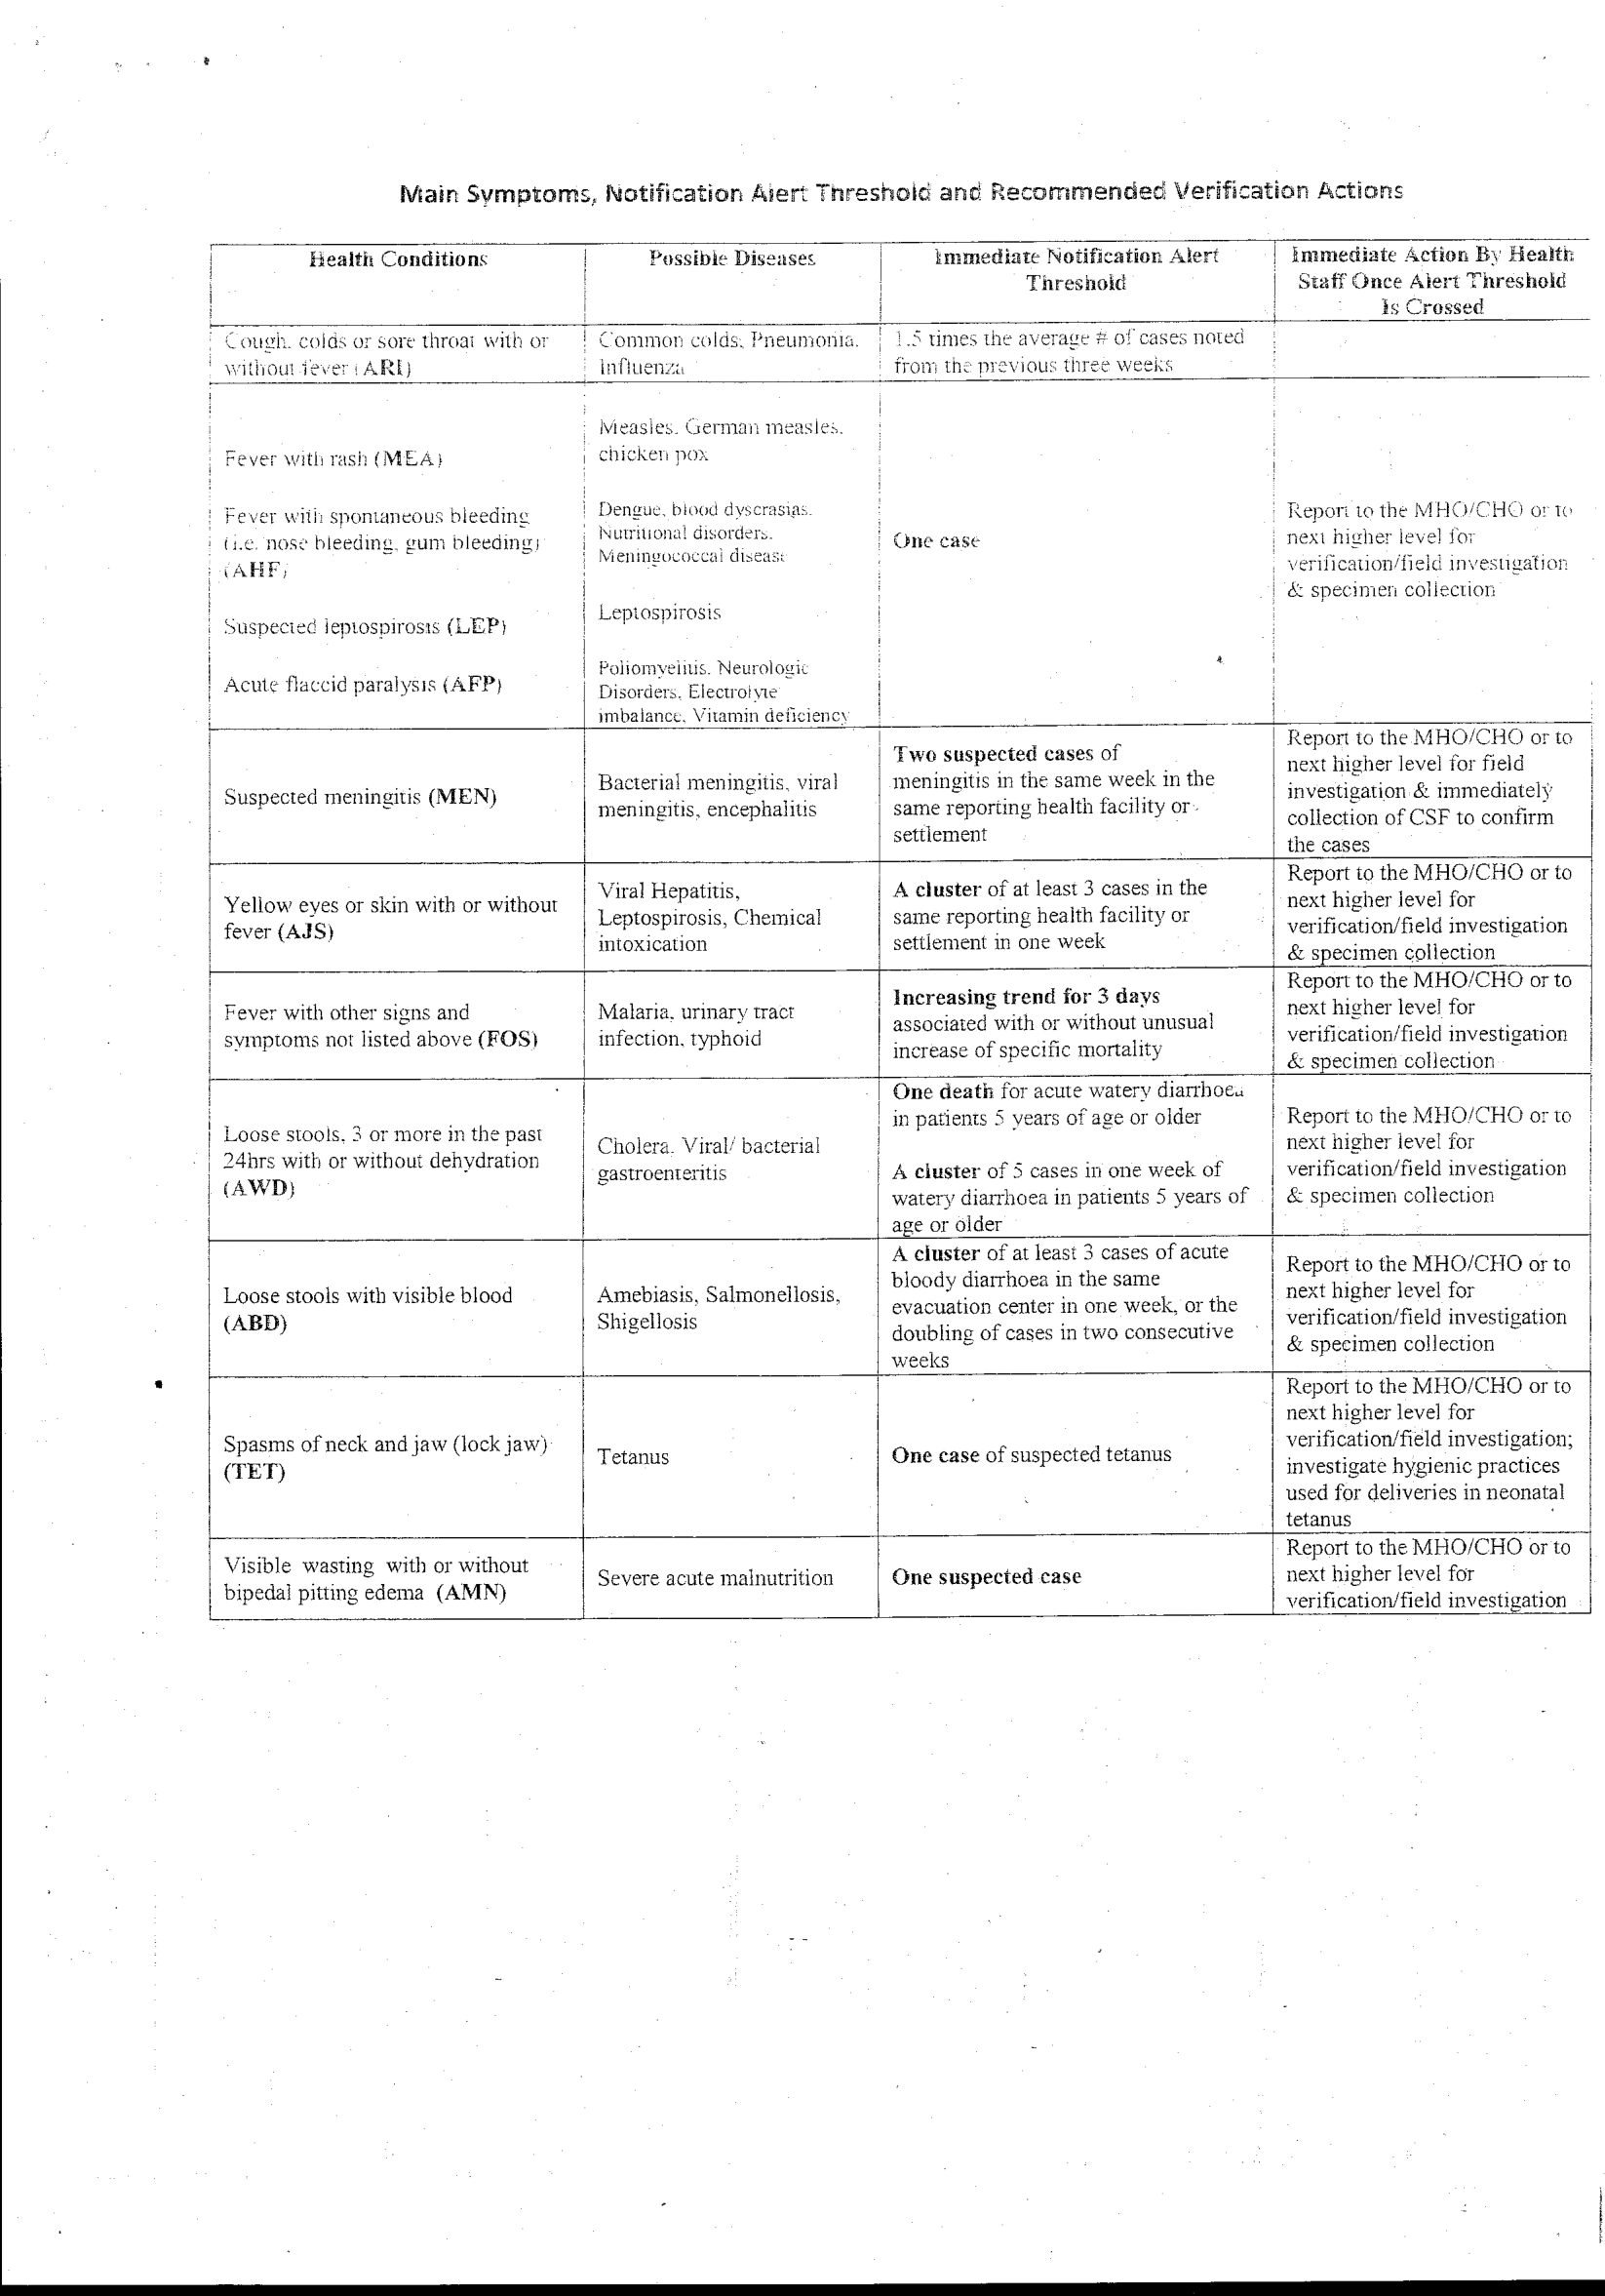 Main Symptoms, Notification Alert Threshold and Recommended Verification Actions
Health Conditions
Possible Diseases
Immediate Notification Alert
Threshold
Immediate Action By Health
Staff Once Alert Threshold
is Crossed
Cough, colds or sore throat with or
without fever (ARI)
Common colds, Pneumonia,
Influenza
1.5 times the average # of cases noted
from the previous three weeks
Fever with rash (MEA)
Measles, German measles,
chicken pox
Fever with spontaneous bleeding
(i.e. nose bleeding, gum bleeding)
(AHF)
Dengue, blood dyscrasias,
Nutritional disorders,
Meningococcal disease
Suspected leptospirosis (LEP)
Leptospirosis
Acute flaccid paralysis (AFP)
Poliomyelitis, Neurologic
Disorders, Electrolyte
imbalance, Vitamin deficiency
One case
Report to the MHO/CHO or to
next higher level for
verification/field investigation
& specimen collection
Suspected meningitis (MEN)
Bacterial meningitis, viral
meningitis, encephalitis
Two suspected cases of
meningitis in the same week in the
same reporting health facility or
settlement
Report to the MHO/CHO or to
next higher level for field
investigation & immediately
collection of CSF to confirm
the cases
Yellow eyes or skin with or without
fever (AJS)
Viral Hepatitis,
Leptospirosis, Chemical
intoxication
A cluster of at least 3 cases in the
same reporting health facility or
settlement in one week
Report to the MHO/CHO or to
next higher level for
verification/field investigation
& specimen collection
Fever with other signs and
symptoms not listed above (FOS)
Malaria, urinary tract
infection, typhoid
Increasing trend for 3 days
associated with or without unusual
increase of specific mortality
Report to the MHO/CHO or to
next higher level for
verification/field investigation
& specimen collection
Loose stools, 3 or more in the past
24hrs with or without dehydration
(AWD)
Cholera, Viral/ bacterial
gastroenteritis
One death for acute watery diarrhoea
in patients 5 years of age or older
A cluster of 5 cases in one week of
watery diarrhoea in patients 5 years of
age or older
Report to the MHO/CHO or to
next higher level for
verification/field investigation
& specimen collection
Loose stools with visible blood
(ABD)
Amebiasis, Salmonellosis,
Shigellosis
A cluster of at least 3 cases of acute
bloody diarrhoea in the same
evacuation center in one week, or the
doubling of cases in two consecutive
weeks
Report to the MHO/CHO or to
next higher level for
verification/field investigation
& specimen collection
Spasms of neck and jaw (lock jaw)
(TET)
Tetanus
One case of suspected tetanus
Report to the MHO/CHO or to
next higher level for
verification/field investigation;
investigate hygienic practices
used for deliveries in neonatal
tetanus
Visible wasting with or without
bipedal pitting edema (AMN)
Severe acute malnutrition
One suspected case
Report to the MHO/CHO or to
next higher level for
verification/field investigation